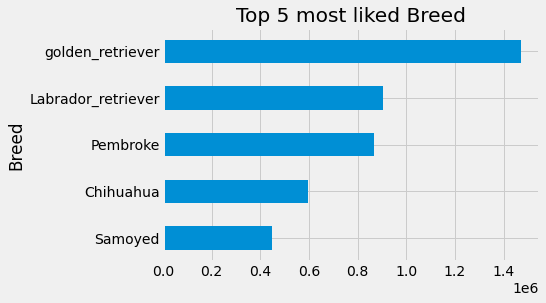 Top 5 most liked Breed
golden_retriever
Labrador_retriever
Pembroke
Chihuahua
Samoyed
Breed
0.0 0.2 0.4 0.6 0.8 1.0 1.2 1.4
1e6